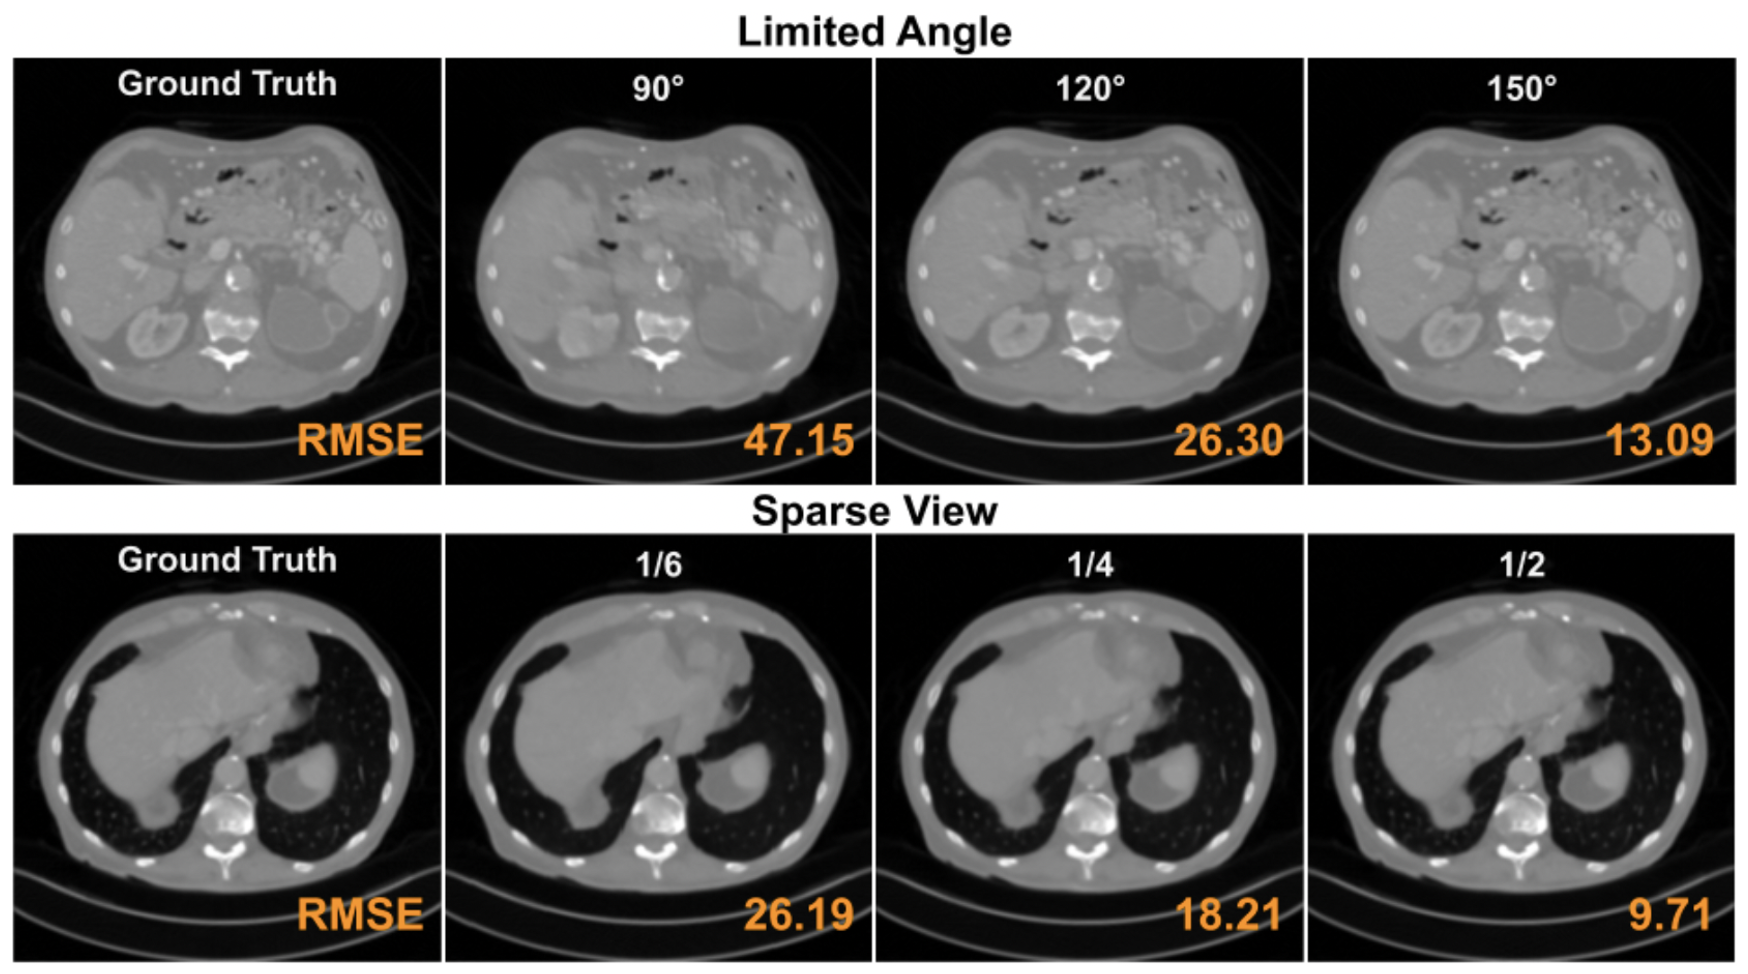 Limited Angle
Ground Truth
90°
120°
150°
RMSE
47.15
26.30
13.09
Sparse View
Ground Truth
1/6
1/4
1/2
RMSE
26.19
18.21
9.71